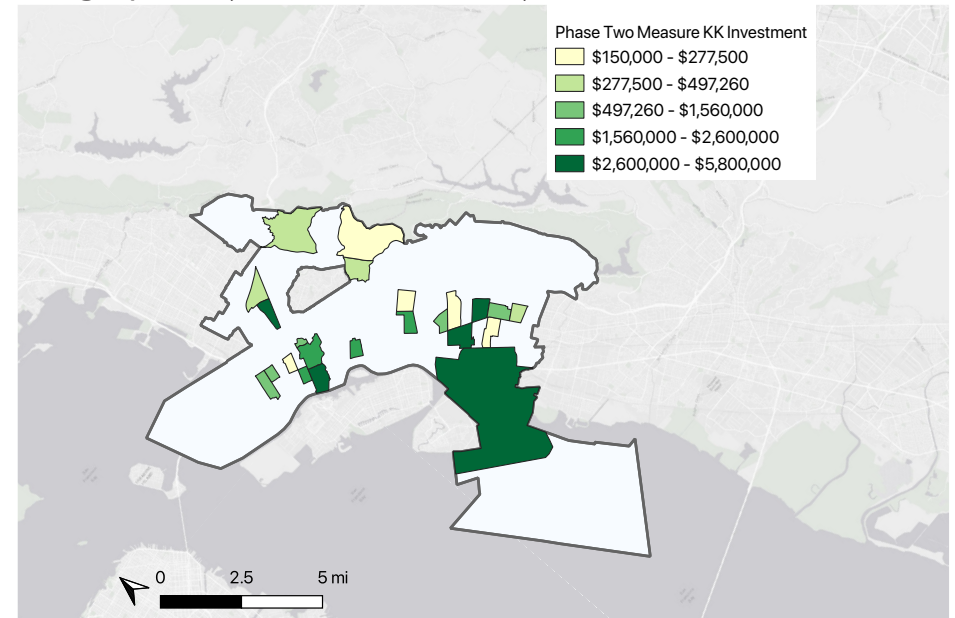 Phase Two Measure KK Investment
$150,000 - $277,500
$277,500 - $497,260
$497,260 - $1,560,000
$1,560,000 - $2,600,000
$2,600,000 - $5,800,000
0 2.5 5 mi